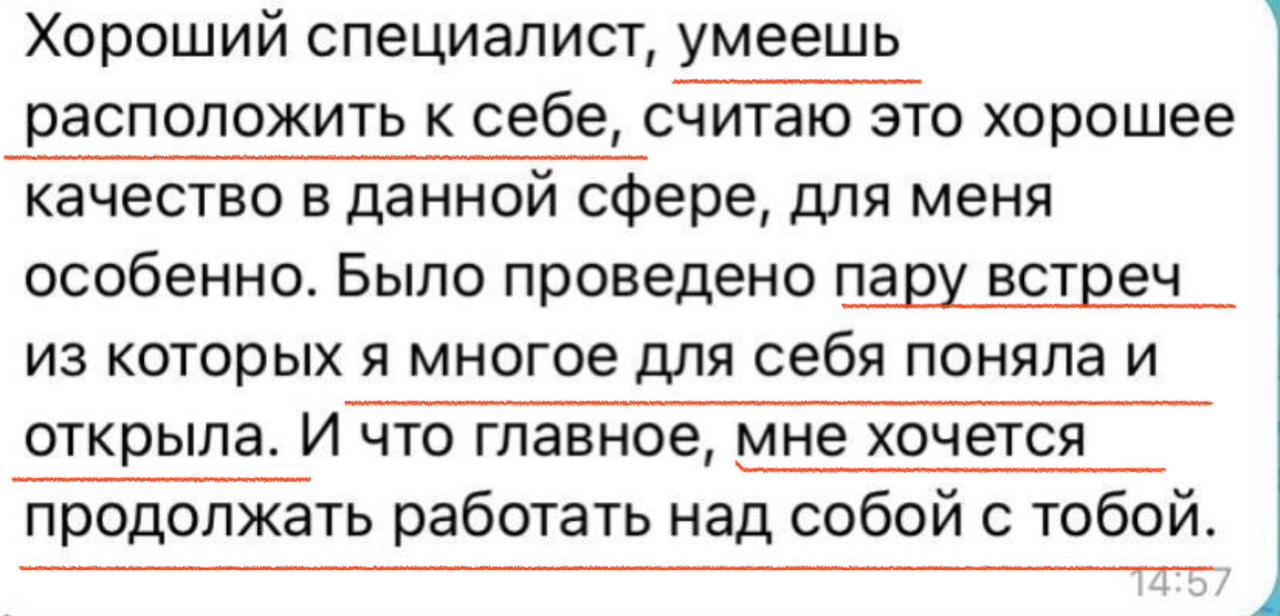 Хороший специалист, умеешь
расположить к себе, считаю это хорошее
качество в данной сфере, для меня
особенно. Было проведено пару встреч
из которых я многое для себя поняла и
открыла. И что главное, мне хочется
продолжать работать над собой с тобой.
14:57